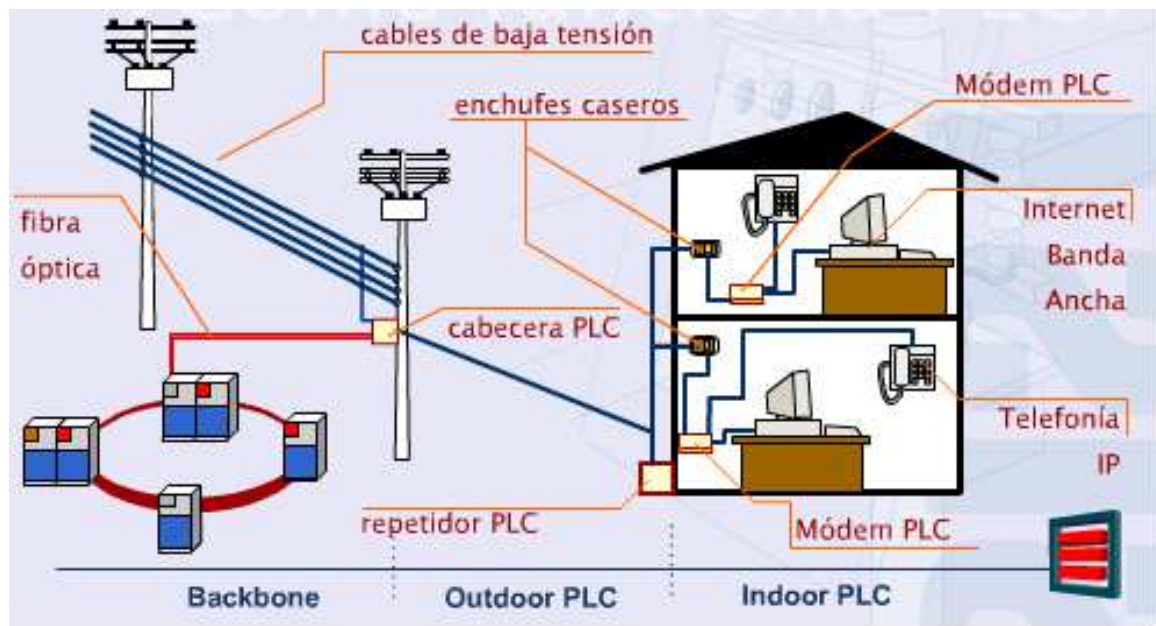 cables de baja tensión
enchufes caseros
Módem PLC
fibra
óptica
Internet
Banda
Ancha
cabecera PLC
Telefonía
IP
repetidor PLC
Módem PLC
Backbone
Outdoor PLC
Indoor PLC